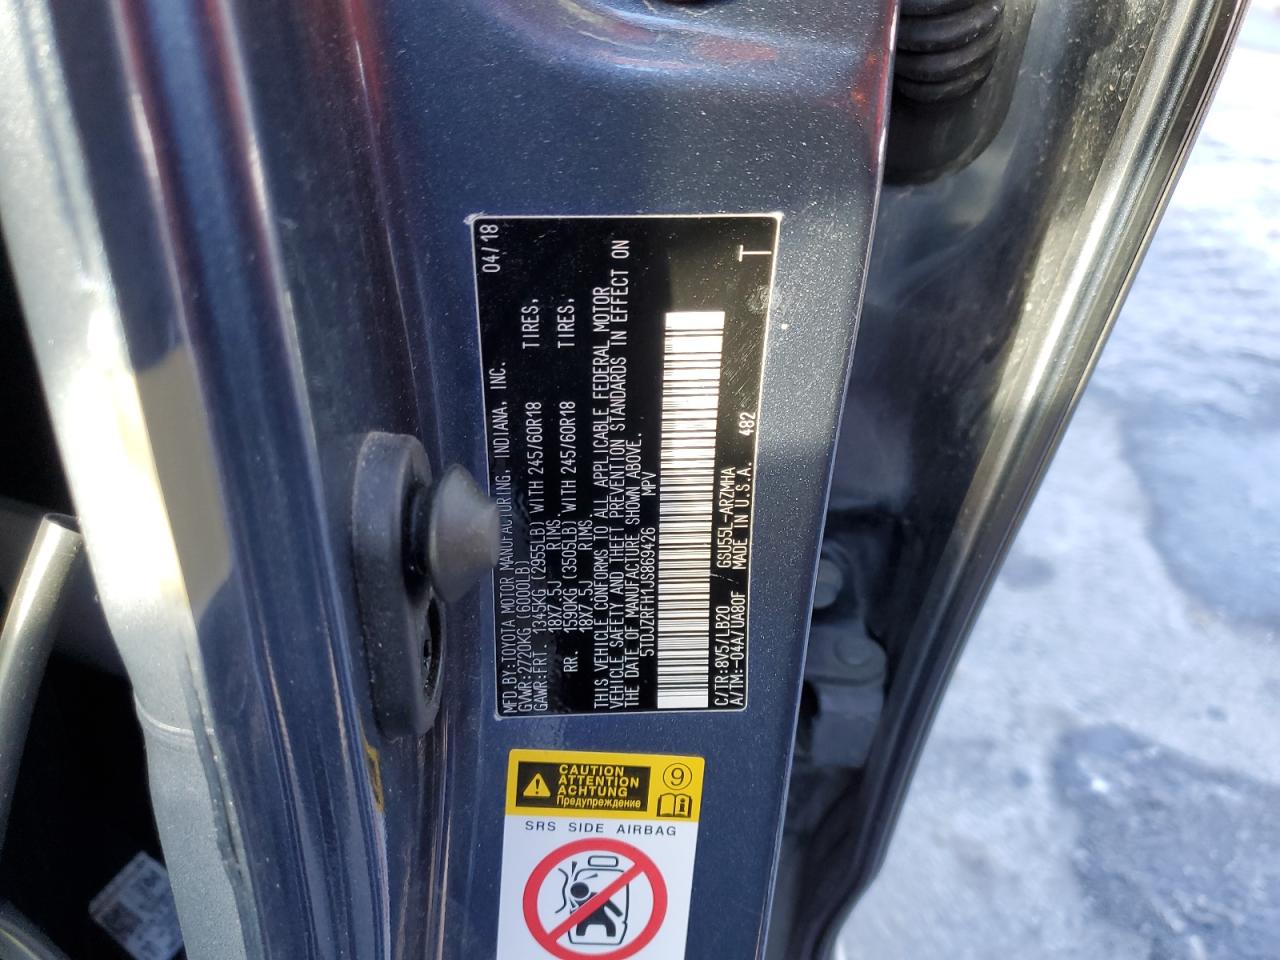 04/18
MFD.BY:TOYOTA MOTOR MANUFACTURING, INDIANA, INC.
GVWR:2720KG (6000LB)
GAWR:FRT. 1345KG (2955LB) WITH 245/60R18 TIRES,
18X7.5J RIMS
RR. 1590KG (3505LB) WITH 245/60R18 TIRES,
18X7.5J RIMS
THIS VEHICLE CONFORMS TO ALL APPLICABLE FEDERAL MOTOR
VEHICLE SAFETY AND THEFT PREVENTION STANDARDS IN EFFECT ON
THE DATE OF MANUFACTURE SHOWN ABOVE.
5TDJZRFH1JS869426 MPV
C/TR:8V5/LB20 GSU55L-ARZMHA 482
A/TM:-04A/UA80F MADE IN U.S.A.
T
CAUTION
ATTENTION
ACHTUNG
Предупреждение
9
SRS SIDE AIRBAG